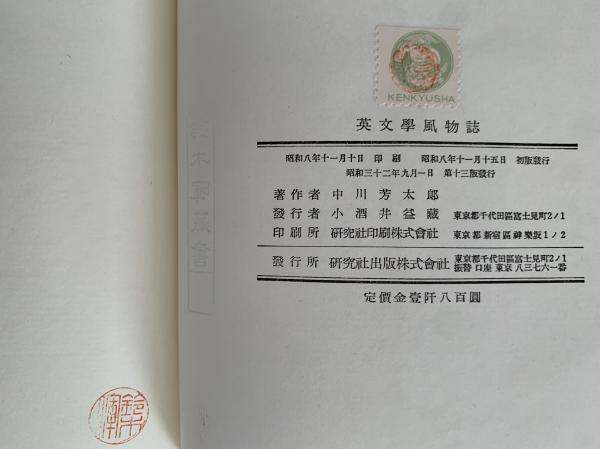 KENKYUSHA
英文學風物誌
昭和八年十一月十日 印刷 昭和八年十一月十五日 初版發行
昭和三十二年九月一日 第十三版發行
著作者 中川芳太郎
發行者 小酒井益藏 東京都千代田區富士見町2ノ1
印刷所 研究社印刷株式會社 東京都新宿區神樂坂1ノ2
發行所 研究社出版株式會社 東京都千代田區富士見町2ノ1
振替口座東京八三七六一番
定價金壹阡八百圓
鈴木